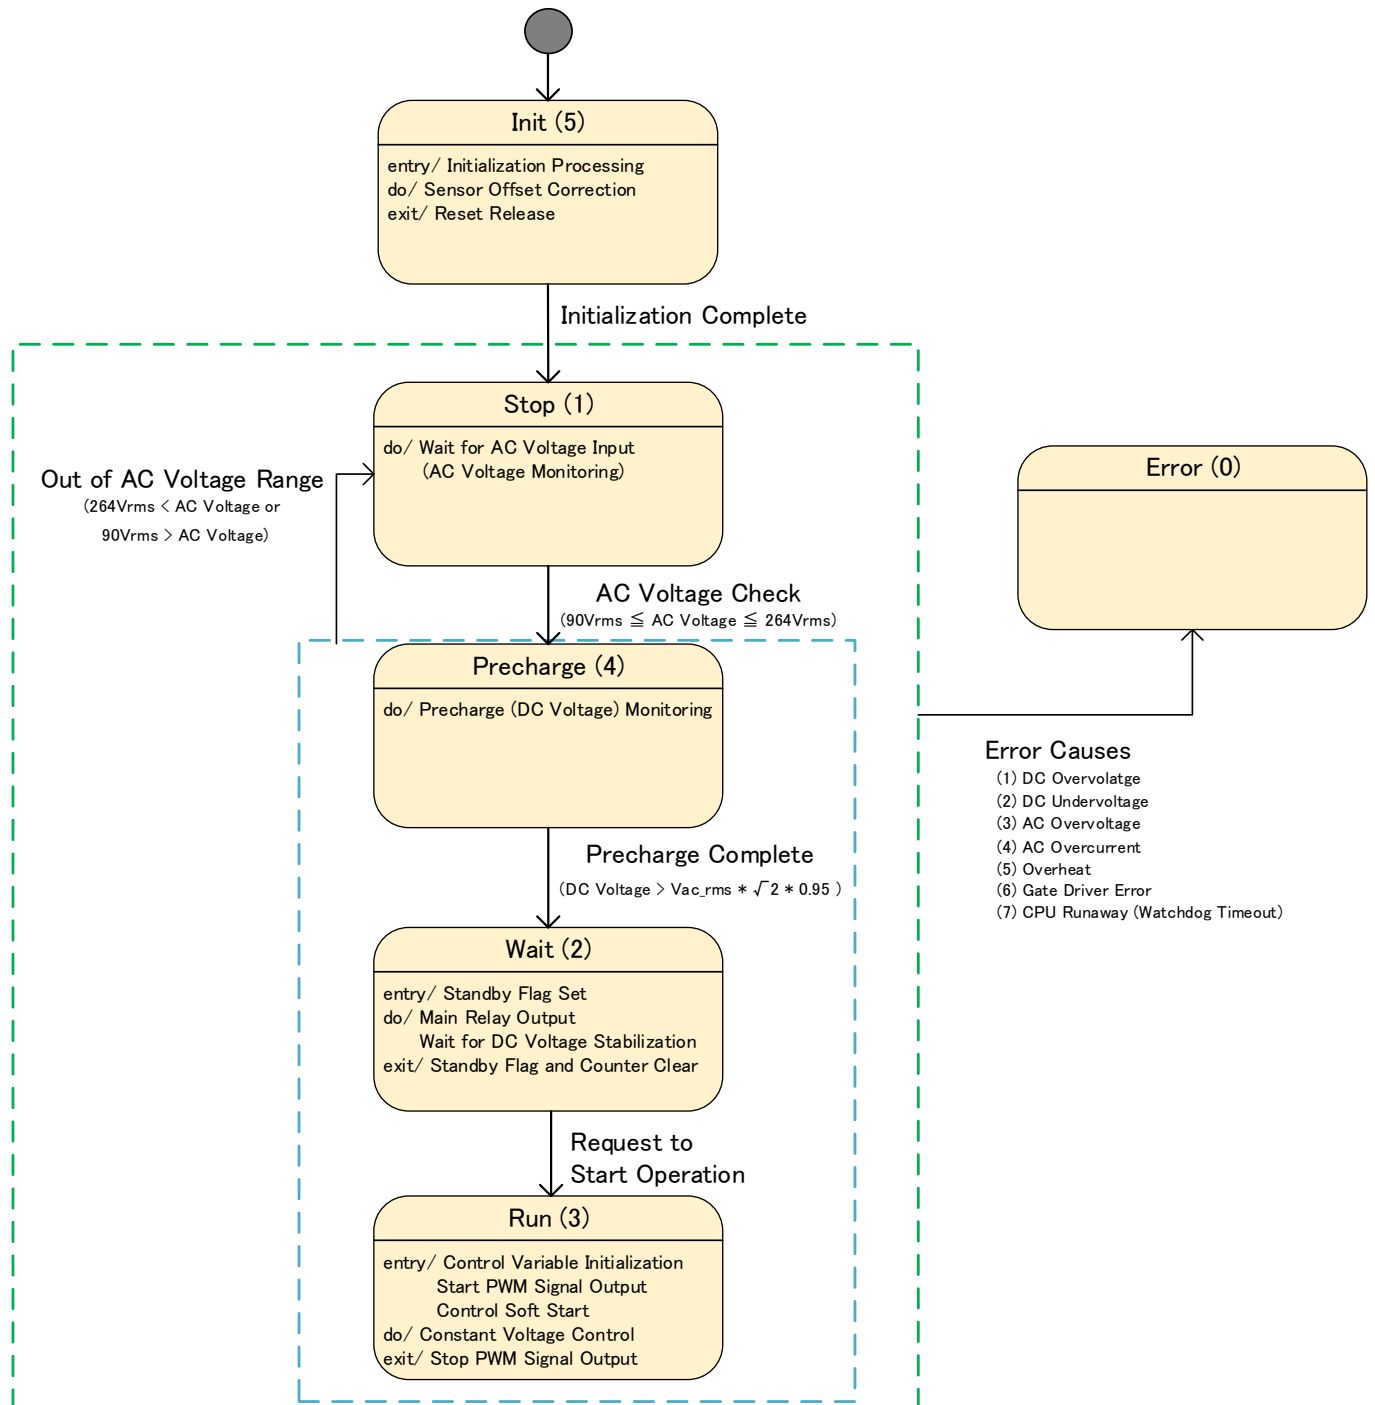 Init (5)
entry/ Initialization Processing
do/ Sensor Offset Correction
exit/ Reset Release
Initialization Complete
Stop (1)
do/ Wait for AC Voltage Input
(AC Voltage Monitoring)
Out of AC Voltage Range
(264Vrms < AC Voltage or
90Vrms > AC Voltage)
Error (0)
AC Voltage Check
(90Vrms ≦ AC Voltage ≦ 264Vrms)
Precharge (4)
do/ Precharge (DC Voltage) Monitoring
Error Causes
(1) DC Overvolatge
(2) DC Undervoltage
(3) AC Overvoltage
(4) AC Overcurrent
(5) Overheat
(6) Gate Driver Error
(7) CPU Runaway (Watchdog Timeout)
Precharge Complete
(DC Voltage > Vac_rms * √2 * 0.95 )
Wait (2)
entry/ Standby Flag Set
do/ Main Relay Output
Wait for DC Voltage Stabilization
exit/ Standby Flag and Counter Clear
Request to
Start Operation
Run (3)
entry/ Control Variable Initialization
Start PWM Signal Output
Control Soft Start
do/ Constant Voltage Control
exit/ Stop PWM Signal Output